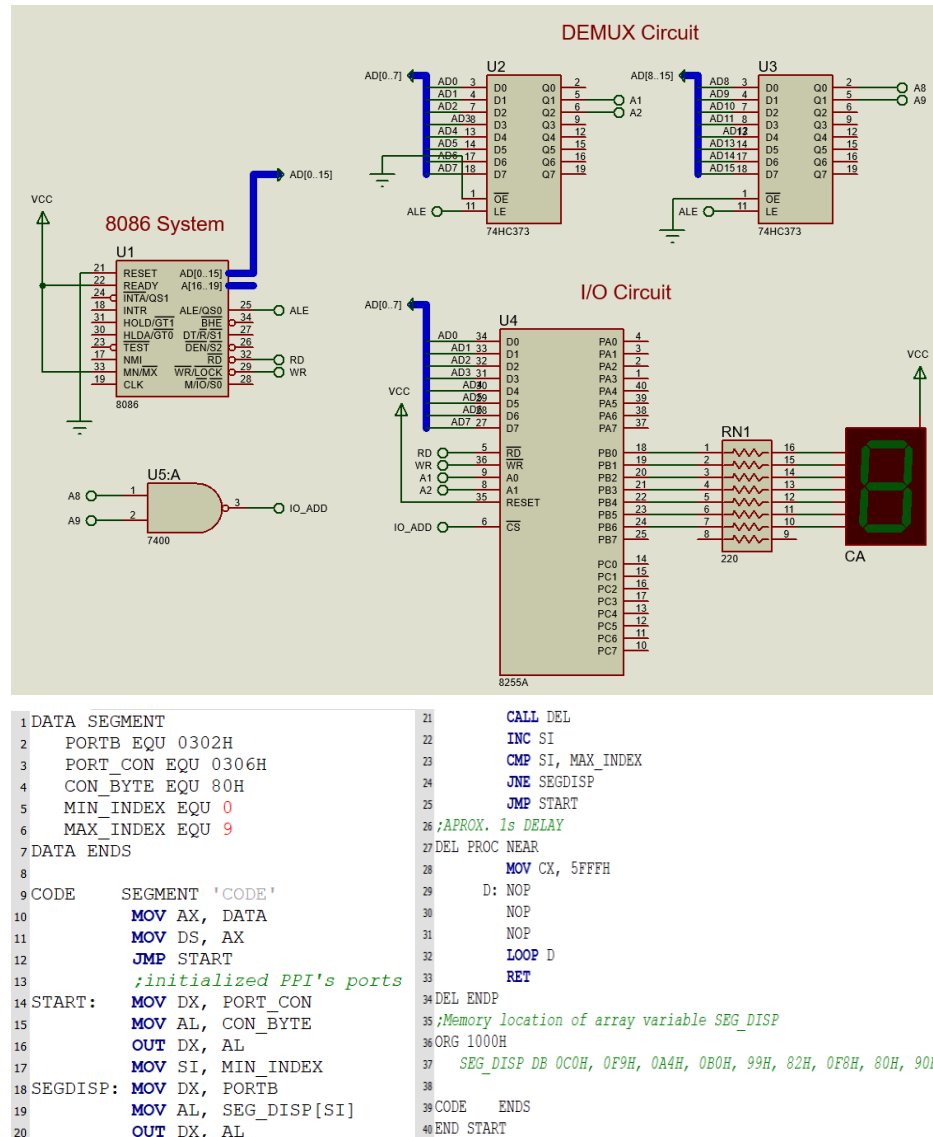 DEMUX Circuit
U2
AD[0..7]
AD0 3 D0 Q0 2
AD1 4 D1 Q1 5 A1
AD2 7 D2 Q2 6 A2
AD3 8 D3 Q3 9
AD4 13 D4 Q4 12
AD5 14 D5 Q5 15
AD6 17 D6 Q6 16
AD7 18 D7 Q7 19
1 OE
ALE 11 LE
74HC373
U3
AD[8..15]
AD8 3 D0 Q0 2 A8
AD9 4 D1 Q1 5 A9
AD10 7 D2 Q2 6
AD11 8 D3 Q3 9
AD12 13 D4 Q4 12
AD13 14 D5 Q5 15
AD14 17 D6 Q6 16
AD15 18 D7 Q7 19
1 OE
ALE 11 LE
74HC373
AD[0..15]
VCC
8086 System
U1
21 RESET AD[0..15]
22 READY A[16..19]
24 INTA/QS1
18 INTR ALE/QS0 25 ALE
31 HOLD/GT1 BHE 34
30 HLDA/GT0 DT/R/S1 27
23 TEST DEN/S2 26
17 NMI RD 32 RD
33 MN/MX WR/LOCK 29 WR
19 CLK M/IO/S0 28
8086
U5:A
A8 1
3 IO_ADD
A9 2
7400
I/O Circuit
AD[0..7]
U4
AD0 34 D0 PA0 4
AD1 33 D1 PA1 3
AD2 32 D2 PA2 2
AD3 31 D3 PA3 1
AD4 30 D4 PA4 40
AD5 29 D5 PA5 39
AD6 28 D6 PA6 38
AD7 27 D7 PA7 37
VCC
RD 5 RD PB0 18
WR 36 WR PB1 19
A1 9 A0 PB2 20
A2 8 A1 PB3 21
35 RESET PB4 22
PB5 23
IO_ADD 6 CS PB6 24
PB7 25
PC0 14
PC1 15
PC2 16
PC3 17
PC4 13
PC5 12
PC6 11
PC7 10
8255A
RN1
1 16
2 15
3 14
4 13
5 12
6 11
7 10
8 9
220
VCC
CA
1 DATA SEGMENT
2 PORTB EQU 0302H
3 PORT_CON EQU 0306H
4 CON_BYTE EQU 80H
5 MIN_INDEX EQU 0
6 MAX_INDEX EQU 9
7 DATA ENDS
8
9 CODE SEGMENT 'CODE'
10 MOV AX, DATA
11 MOV DS, AX
12 JMP START
13 ;initialized PPI's ports
14 START: MOV DX, PORT_CON
15 MOV AL, CON_BYTE
16 OUT DX, AL
17 MOV SI, MIN_INDEX
18 SEGDISP: MOV DX, PORTB
19 MOV AL, SEG_DISP[SI]
20 OUT DX, AL
21 CALL DEL
22 INC SI
23 CMP SI, MAX_INDEX
24 JNE SEGDISP
25 JMP START
26 ;APROX. 1s DELAY
27 DEL PROC NEAR
28 MOV CX, 5FFFH
29 D: NOP
30 NOP
31 NOP
32 LOOP D
33 RET
34 DEL ENDP
35 ;Memory location of array variable SEG_DISP
36 ORG 1000H
37 SEG_DISP DB 0C0H, 0F9H, 0A4H, 0B0H, 99H, 82H, 0F8H, 80H, 90H
38
39 CODE ENDS
40 END START